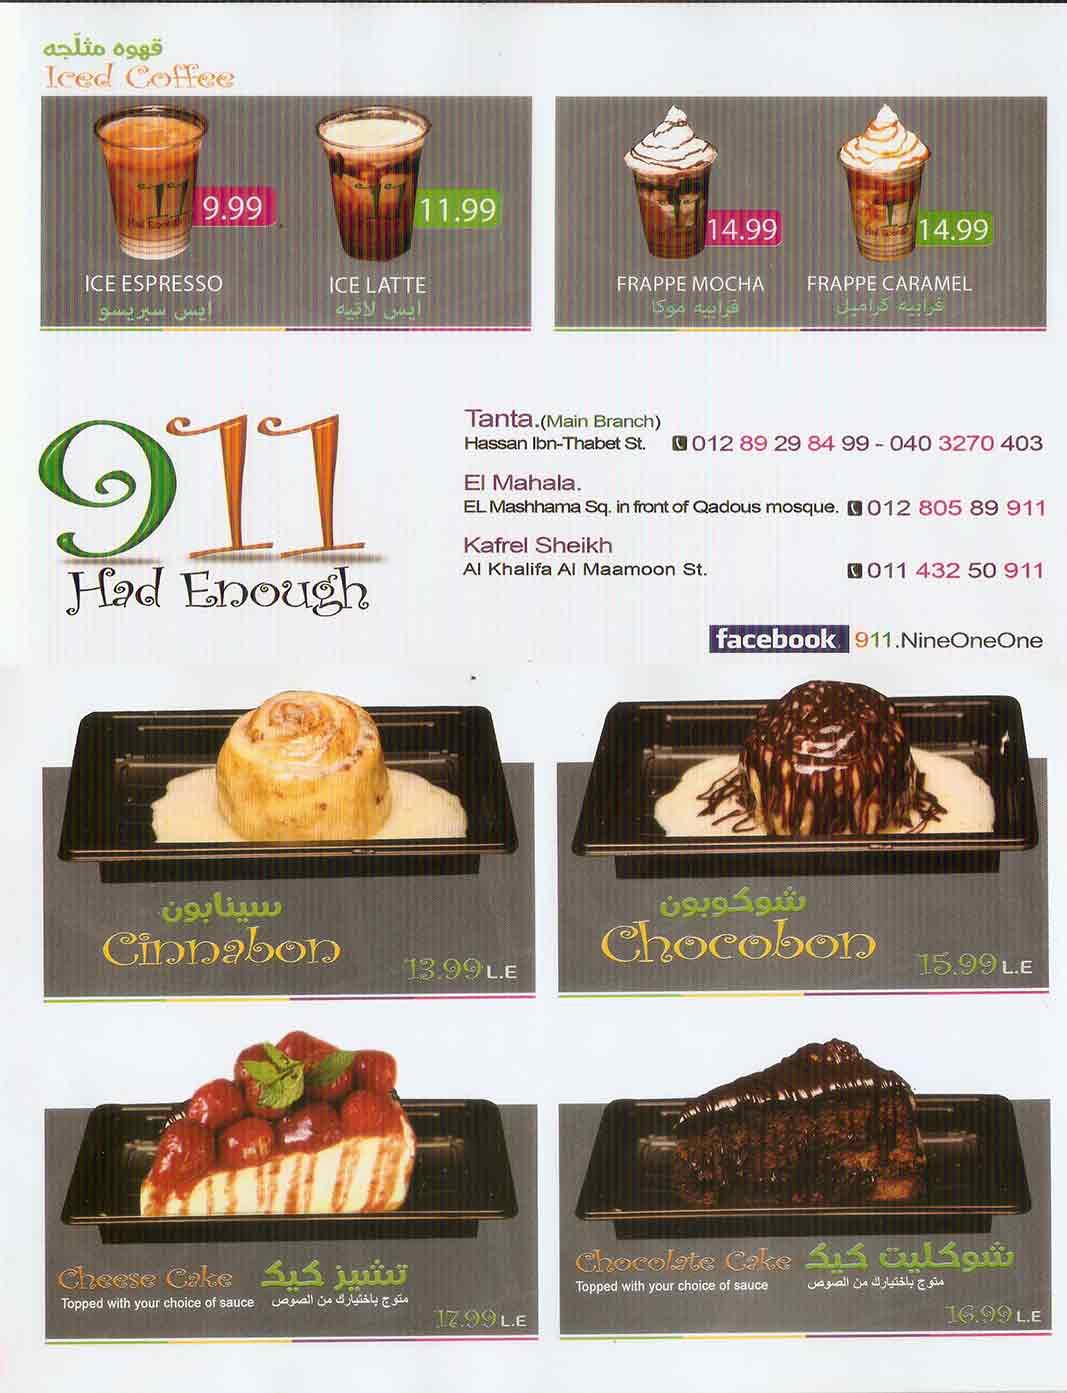 قهوه مثلّجه
Iced Coffee
9.99
11.99
14.99
14.99
ICE ESPRESSO
ICE LATTE
FRAPPE MOCHA
FRAPPE CARAMEL
ايس سبريسو
ايس لاتيه
فرابيه موكا
فرابيه كراميل
911
Had Enough
Tanta.(Main Branch)
Hassan Ibn-Thabet St. 012 89 29 84 99 - 040 3270 403
El Mahala.
EL Mashhama Sq. in front of Qadous mosque. 012 805 89 911
Kafrel Sheikh
Al Khalifa Al Maamoon St. 011 432 50 911
facebook 911.NineOneOne
سينابون
Cinnabon
13.99 L.E
شوكوبون
Chocobon
15.99 L.E
Cheese Cake تشيز كيك
Topped with your choice of sauce متوج باختيارك من الصوص
17.99 L.E
Chocolate Cake شوكليت كيك
Topped with your choice of sauce متوج باختيارك من الصوص
16.99 L.E